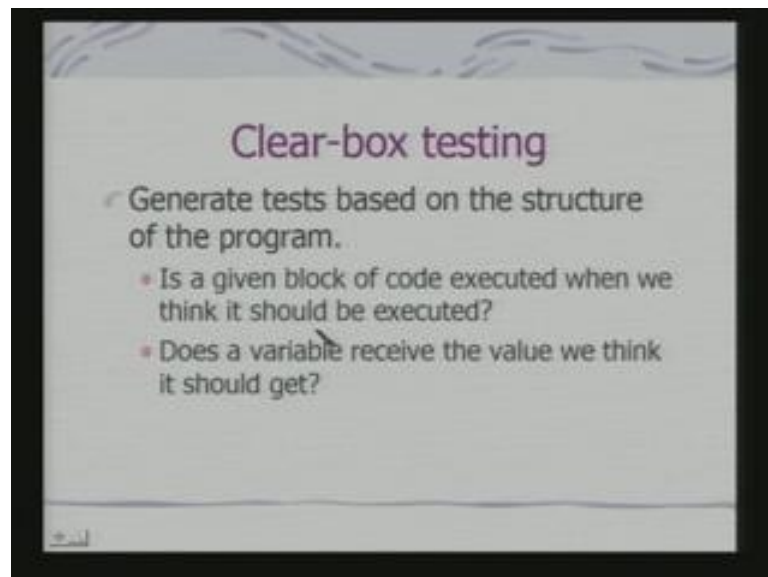 Clear-box testing
Generate tests based on the structure
of the program.
Is a given block of code executed when we
think it should be executed?
Does a variable receive the value we think
it should get?